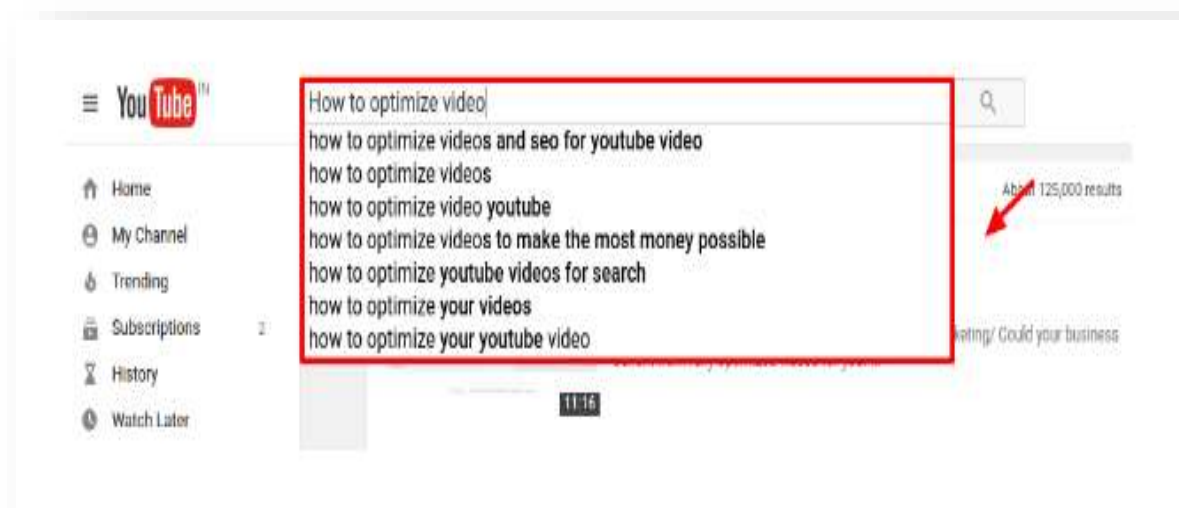 YouTube IN
How to optimize video
how to optimize videos and seo for youtube video
how to optimize videos
how to optimize video youtube
how to optimize videos to make the most money possible
how to optimize youtube videos for search
how to optimize your videos
how to optimize your youtube video
About 125,000 results
Home
My Channel
Trending
Subscriptions 2
History
Watch Later
Could your business
11:16